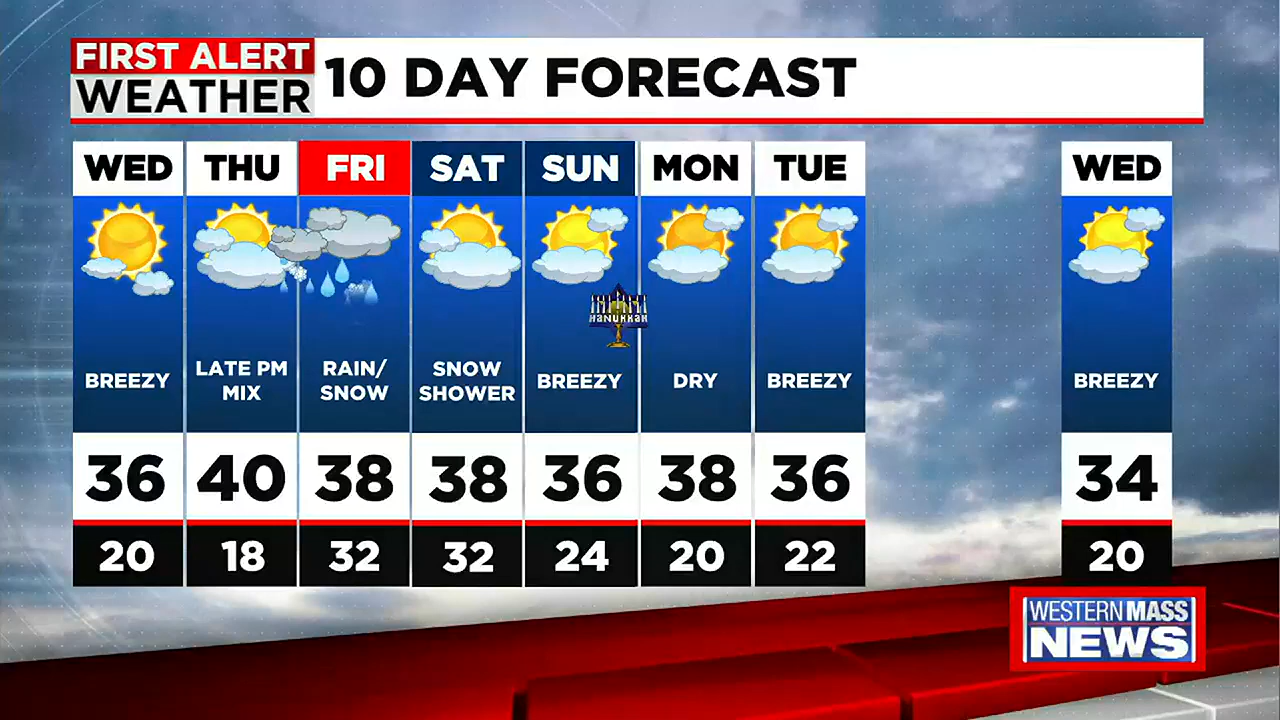 FIRST ALERT
WEATHER
10 DAY FORECAST
WED THU FRI SAT SUN MON TUE WED
HANUKKAH
BREEZY
LATE PM
MIX
RAIN/
SNOW
SNOW
SHOWER
BREEZY
DRY
BREEZY
BREEZY
36 40 38 38 36 38 36 34
20 18 32 32 24 20 22 20
WESTERN MASS
NEWS